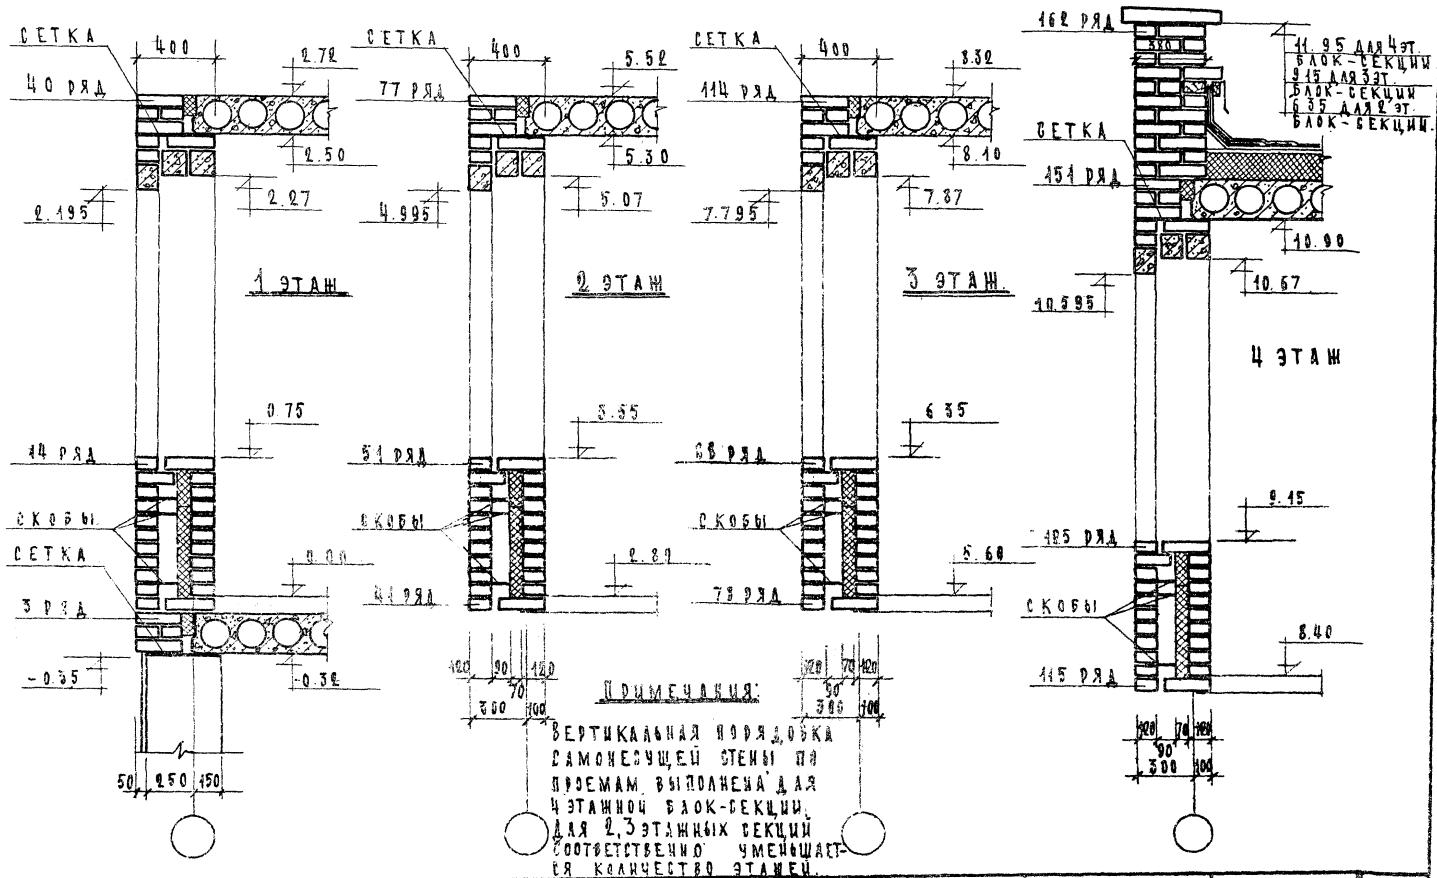 СЕТКА
400
2.72
40 РЯД
2.50
2.27
2.195
1 ЭТАЖ
0.75
14 РЯД
СКОБЫ
СЕТКА
0.00
3 РЯД
-0.35
-0.32
50 250 150
СЕТКА
400
5.52
77 РЯД
5.30
5.07
4.995
2 ЭТАЖ
3.55
51 РЯД
СКОБЫ
2.80
41 РЯД
120 90 120
70
300 100
СЕТКА
400
8.32
114 РЯД
8.10
7.87
7.795
3 ЭТАЖ.
6.35
88 РЯД
СКОБЫ
5.60
78 РЯД
120 70 120
90
300 100
162 РЯД
380
11.95 ДЛЯ 4 ЭТ.
БЛОК-СЕКЦИИ
9.15 ДЛЯ 3 ЭТ.
БЛОК-СЕКЦИИ
6.35 ДЛЯ 2 ЭТ.
БЛОК-СЕКЦИИ.
СЕТКА
151 РЯД
10.90
10.67
10.595
4 ЭТАЖ
9.15
125 РЯД
СКОБЫ
8.40
115 РЯД
120 70 120
90
300 100
ПРИМЕЧАНИЯ:
ВЕРТИКАЛЬНАЯ ПОРЯДОВКА
САМОНЕСУЩЕЙ СТЕНЫ ПО
ПРОЕМАМ ВЫПОЛНЕНА ДЛЯ
4 ЭТАЖНОЙ БЛОК-СЕКЦИИ.
ДЛЯ 2,3 ЭТАЖНЫХ СЕКЦИЙ
СООТВЕТСТВЕННО УМЕНЬШАЕТ-
СЯ КОЛИЧЕСТВО ЭТАЖЕЙ.